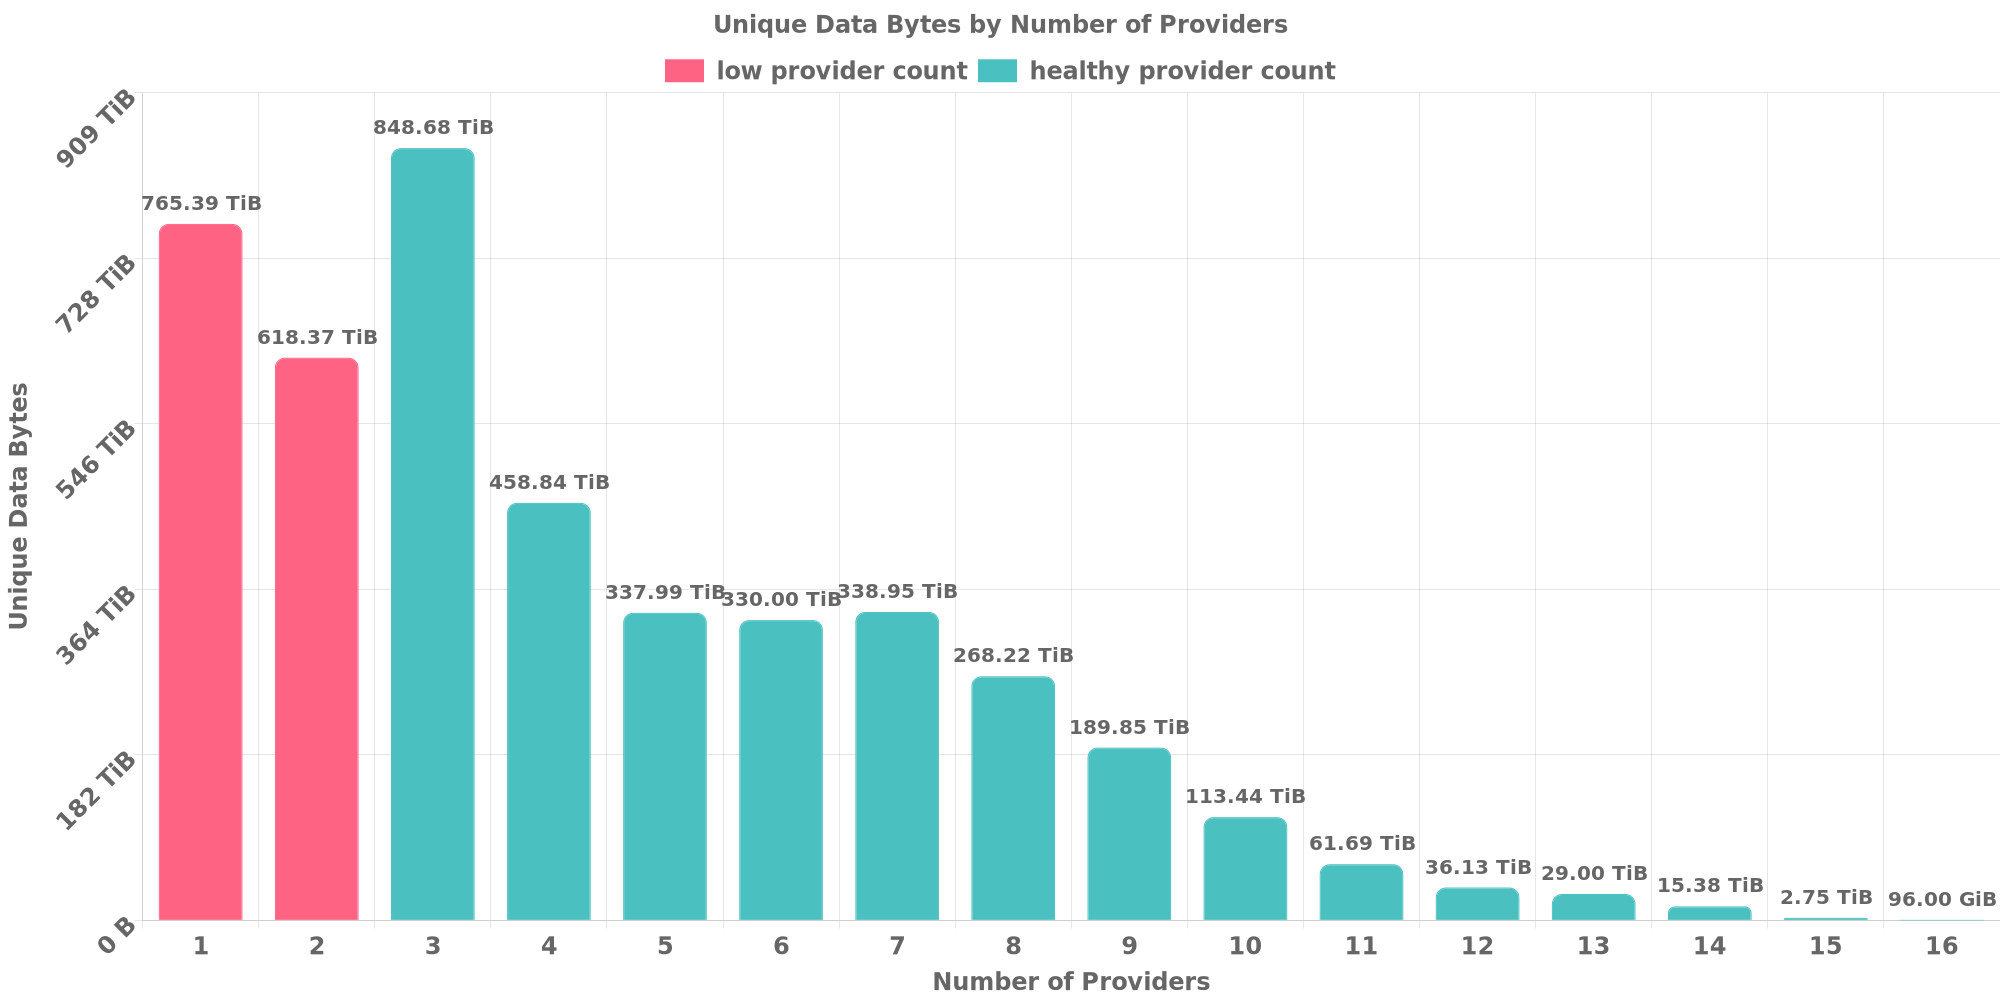 Unique Data Bytes by Number of Providers
low provider count healthy provider count
909 TiB
728 TiB
546 TiB
364 TiB
182 TiB
0 B
Unique Data Bytes
765.39 TiB
618.37 TiB
848.68 TiB
458.84 TiB
337.99 TiB
330.00 TiB
338.95 TiB
268.22 TiB
189.85 TiB
113.44 TiB
61.69 TiB
36.13 TiB
29.00 TiB
15.38 TiB
2.75 TiB
96.00 GiB
1 2 3 4 5 6 7 8 9 10 11 12 13 14 15 16
Number of Providers